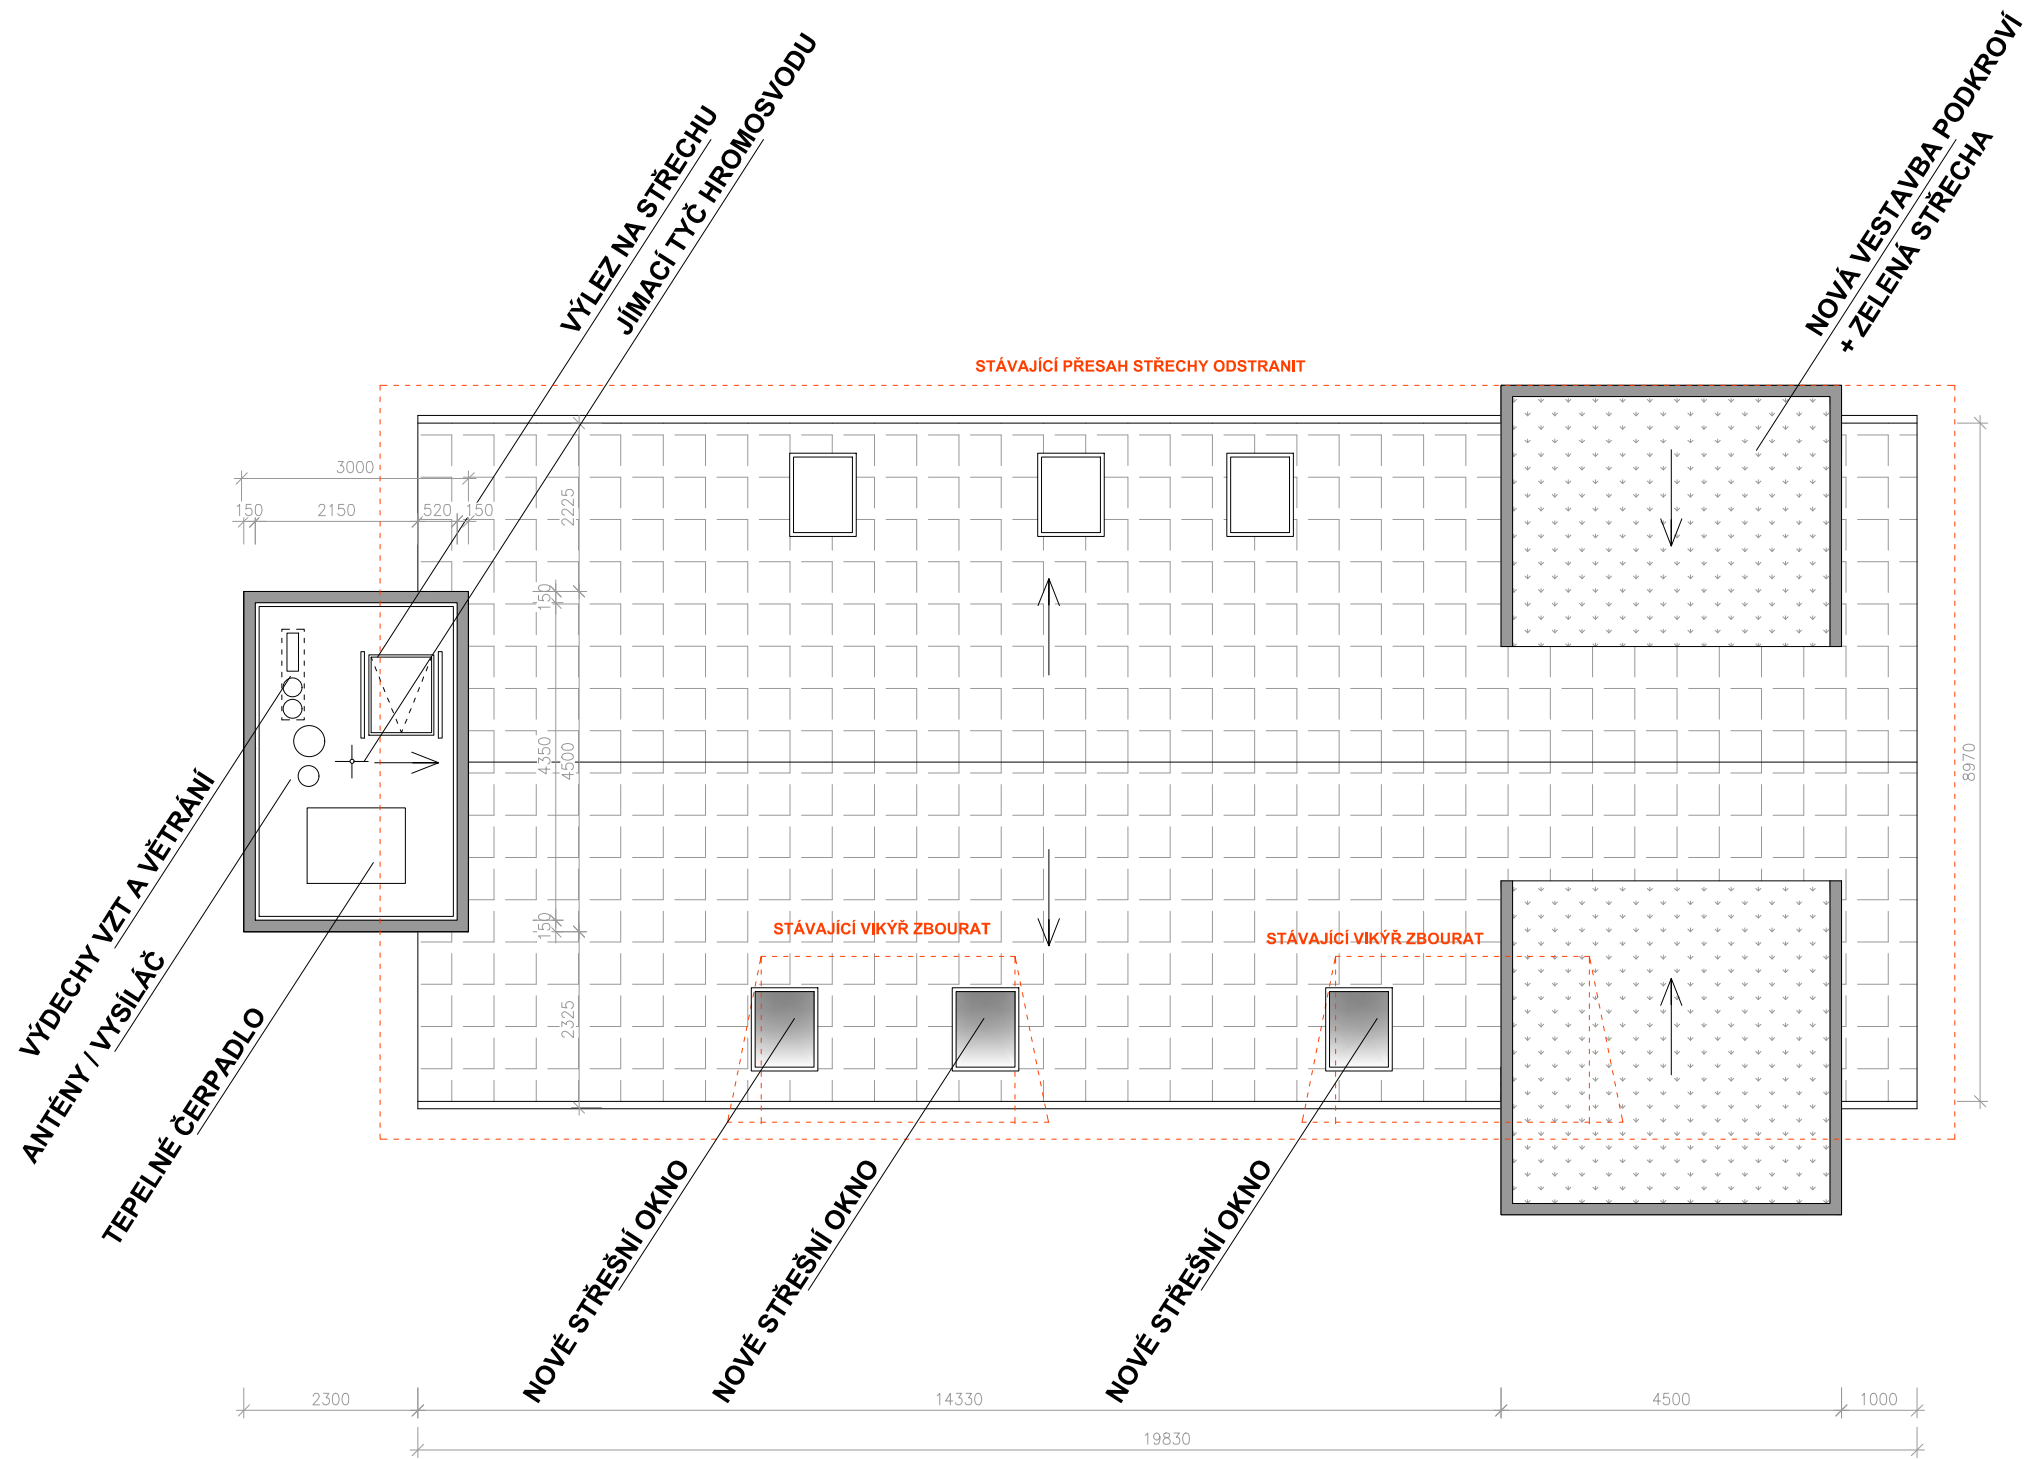 VÝLEZ NA STŘECHU
JÍMACÍ TYČ HROMOSVODU
NOVÁ VESTAVBA PODKROVÍ
+ ZELENÁ STŘECHA
STÁVAJÍCÍ PŘESAH STŘECHY ODSTRANIT
3000
150
2150
520
150
2225
150
4350
4500
8970
150
2325
STÁVAJÍCÍ VIKÝŘ ZBOURAT
STÁVAJÍCÍ VIKÝŘ ZBOURAT
VÝDECHY VZT A VĚTRÁNÍ
ANTÉNY / VYSÍLÁČ
TEPELNÉ ČERPADLO
NOVÉ STŘEŠNÍ OKNO
NOVÉ STŘEŠNÍ OKNO
NOVÉ STŘEŠNÍ OKNO
2300
14330
4500
1000
19830